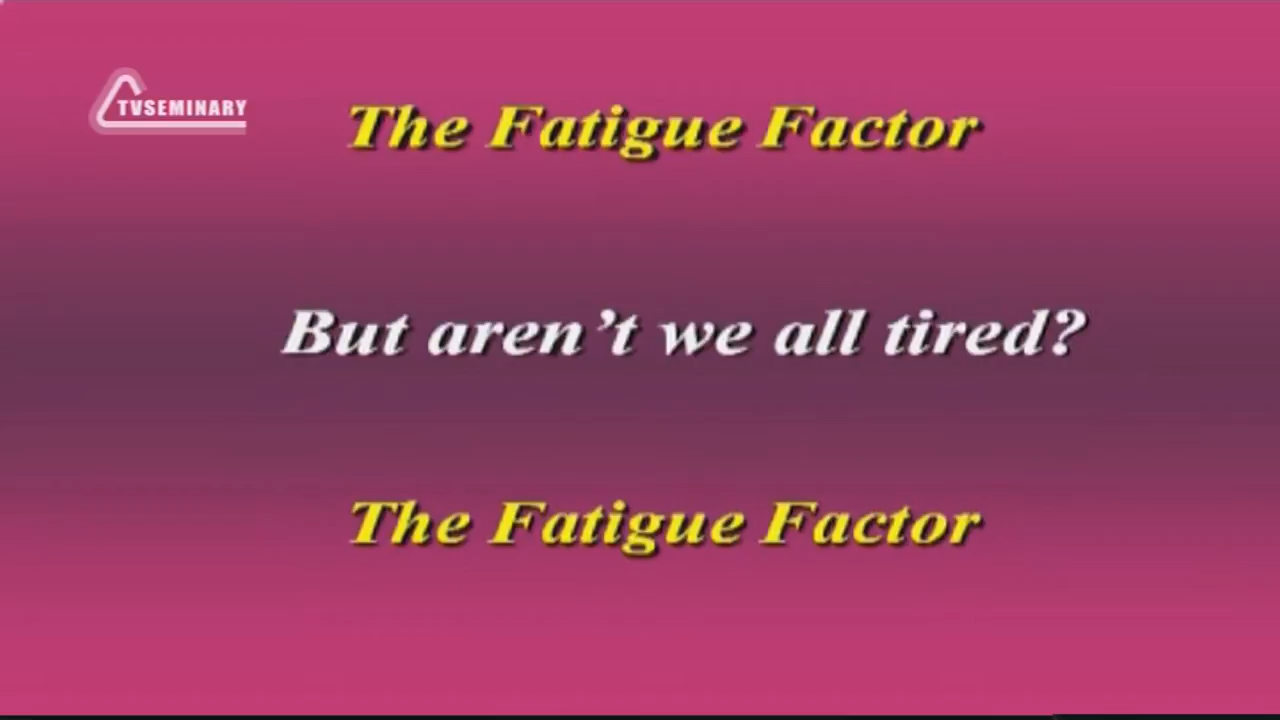 TVSEMINARY
The Fatigue Factor
But aren't we all tired?
The Fatigue Factor